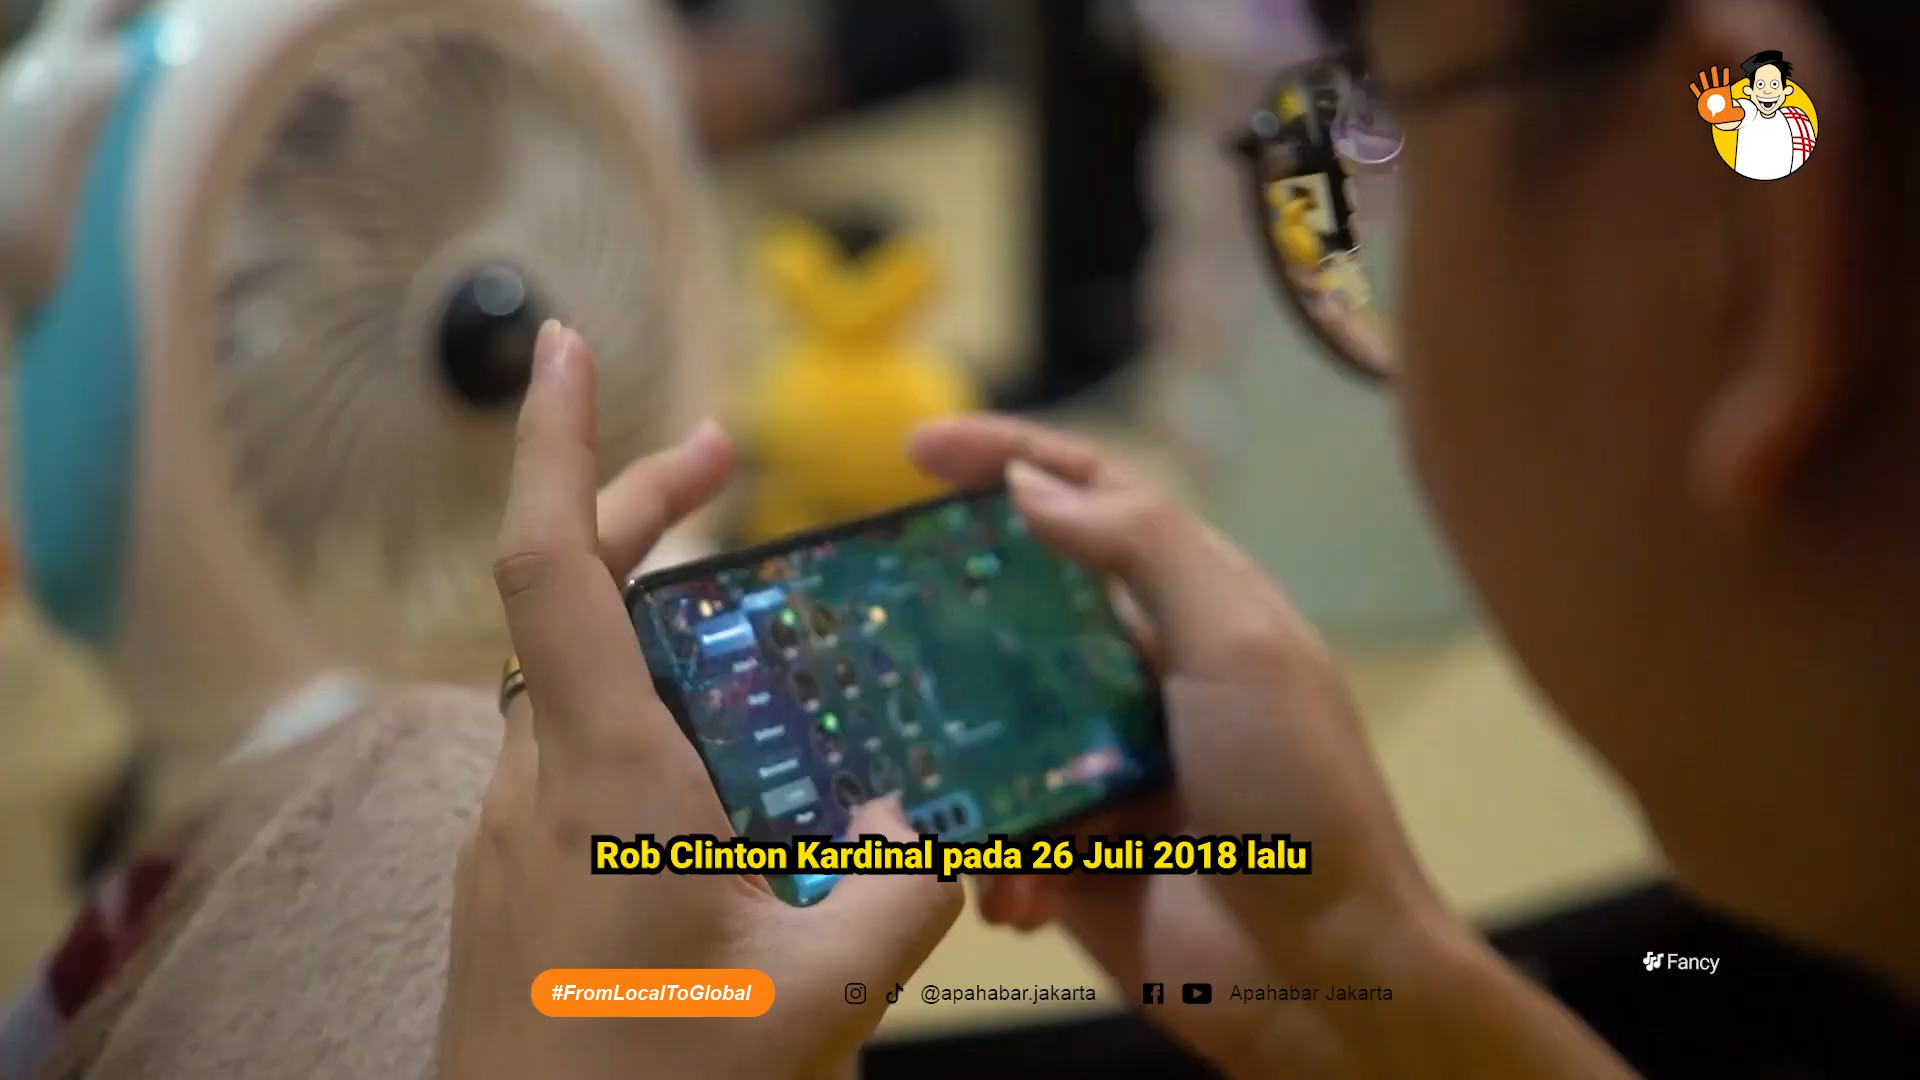 Rob Clinton Kardinal pada 26 Juli 2018 lalu
Fancy
#FromLocalToGlobal
@apahabar.jakarta
Apahabar Jakarta